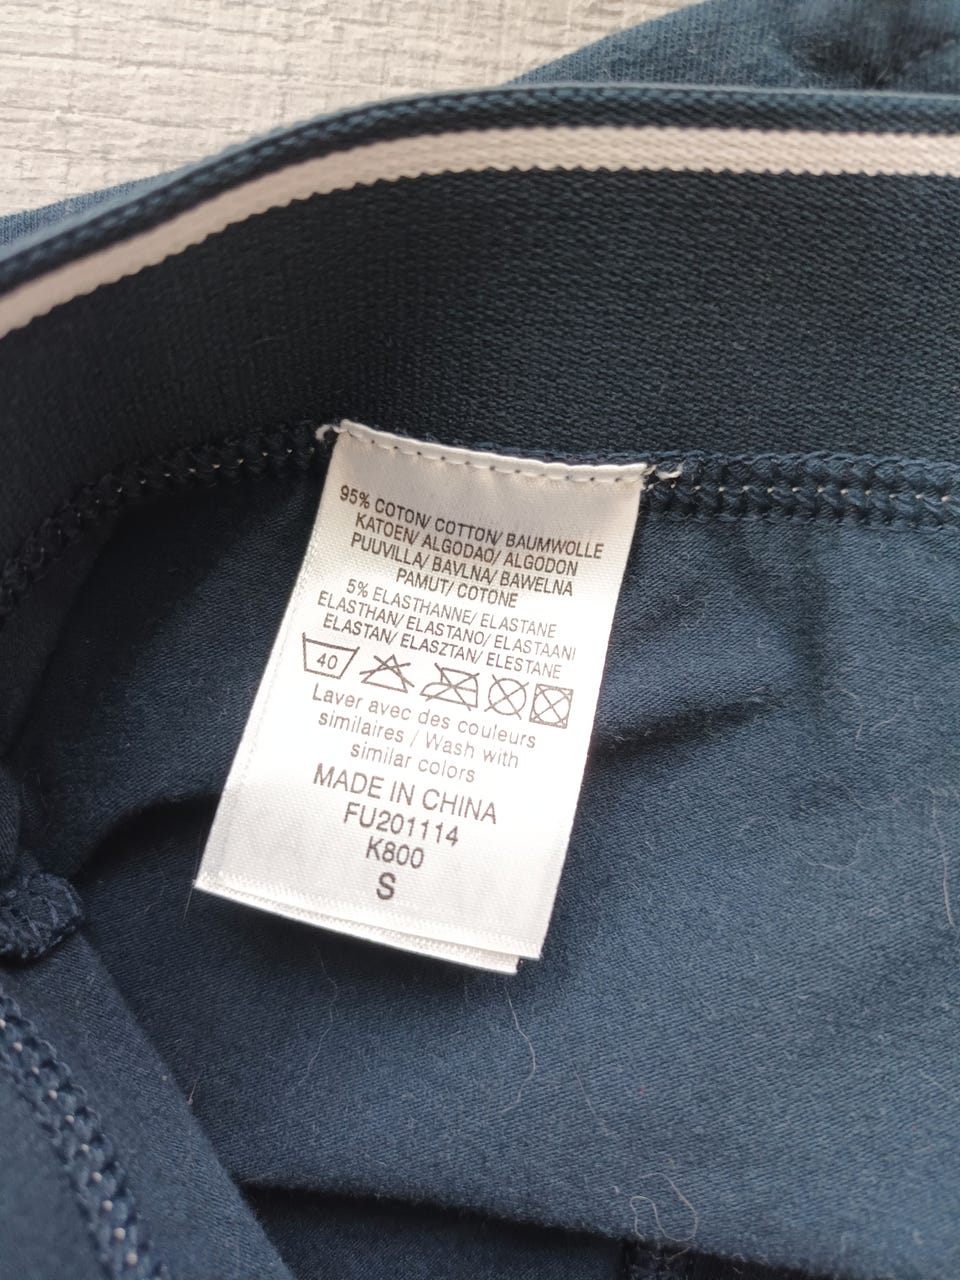 95% COTON/ COTTON/ BAUMWOLLE
KATOEN/ ALGODAO/ ALGODON
PUUVILLA/ BAVLNA/ BAWELNA
PAMUT/ COTONE
5% ELASTHANNE/ ELASTANE
ELASTHAN/ ELASTANO/ ELASTAANI
ELASTAN/ ELASZTAN/ ELESTANE
40
Laver avec des couleurs
similaires / Wash with
similar colors
MADE IN CHINA
FU201114
K800
S